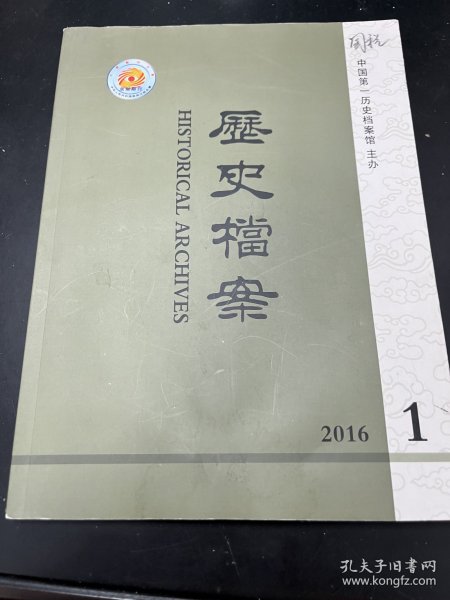 中国第一历史档案馆 主办
歷史檔案
HISTORICAL ARCHIVES
2016
1
孔夫子旧书网
www.kongfz.com